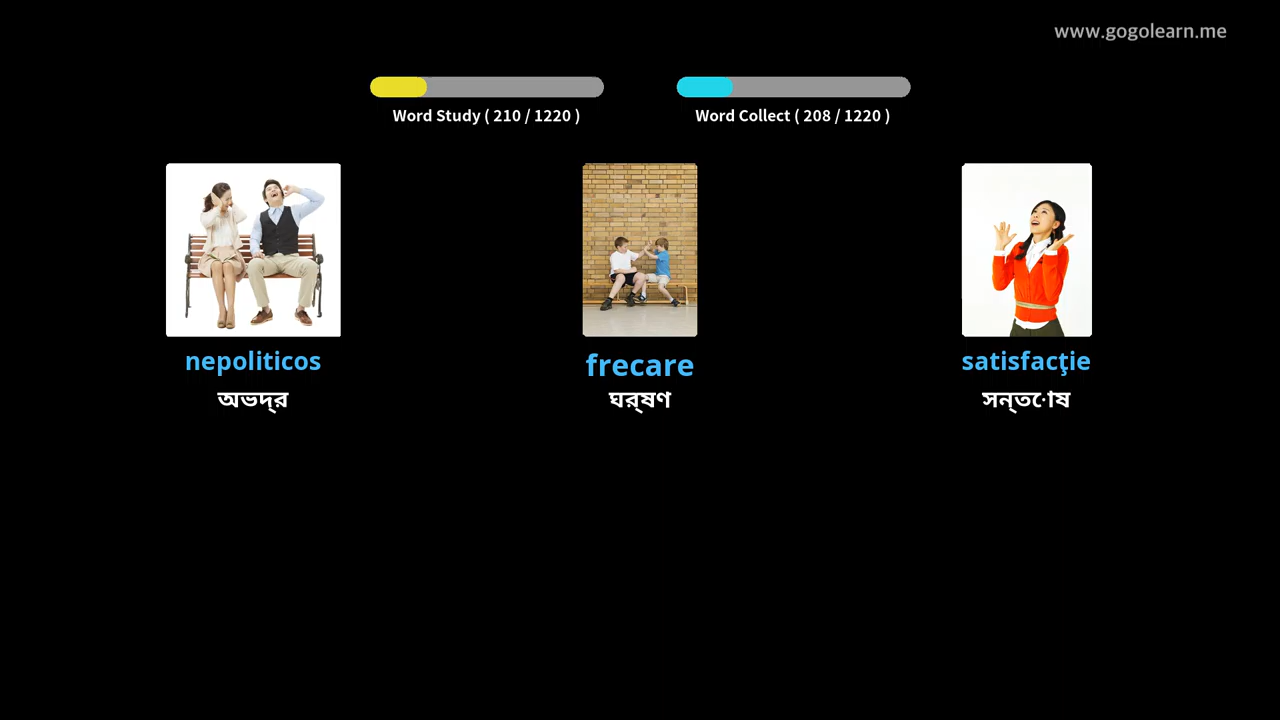 www.gogolearn.me
Word Study ( 210 / 1220 )
Word Collect ( 208 / 1220 )
nepoliticos
frecare
satisfacţie
অভদ্র
ঘর্ষণ
সন্তোষ